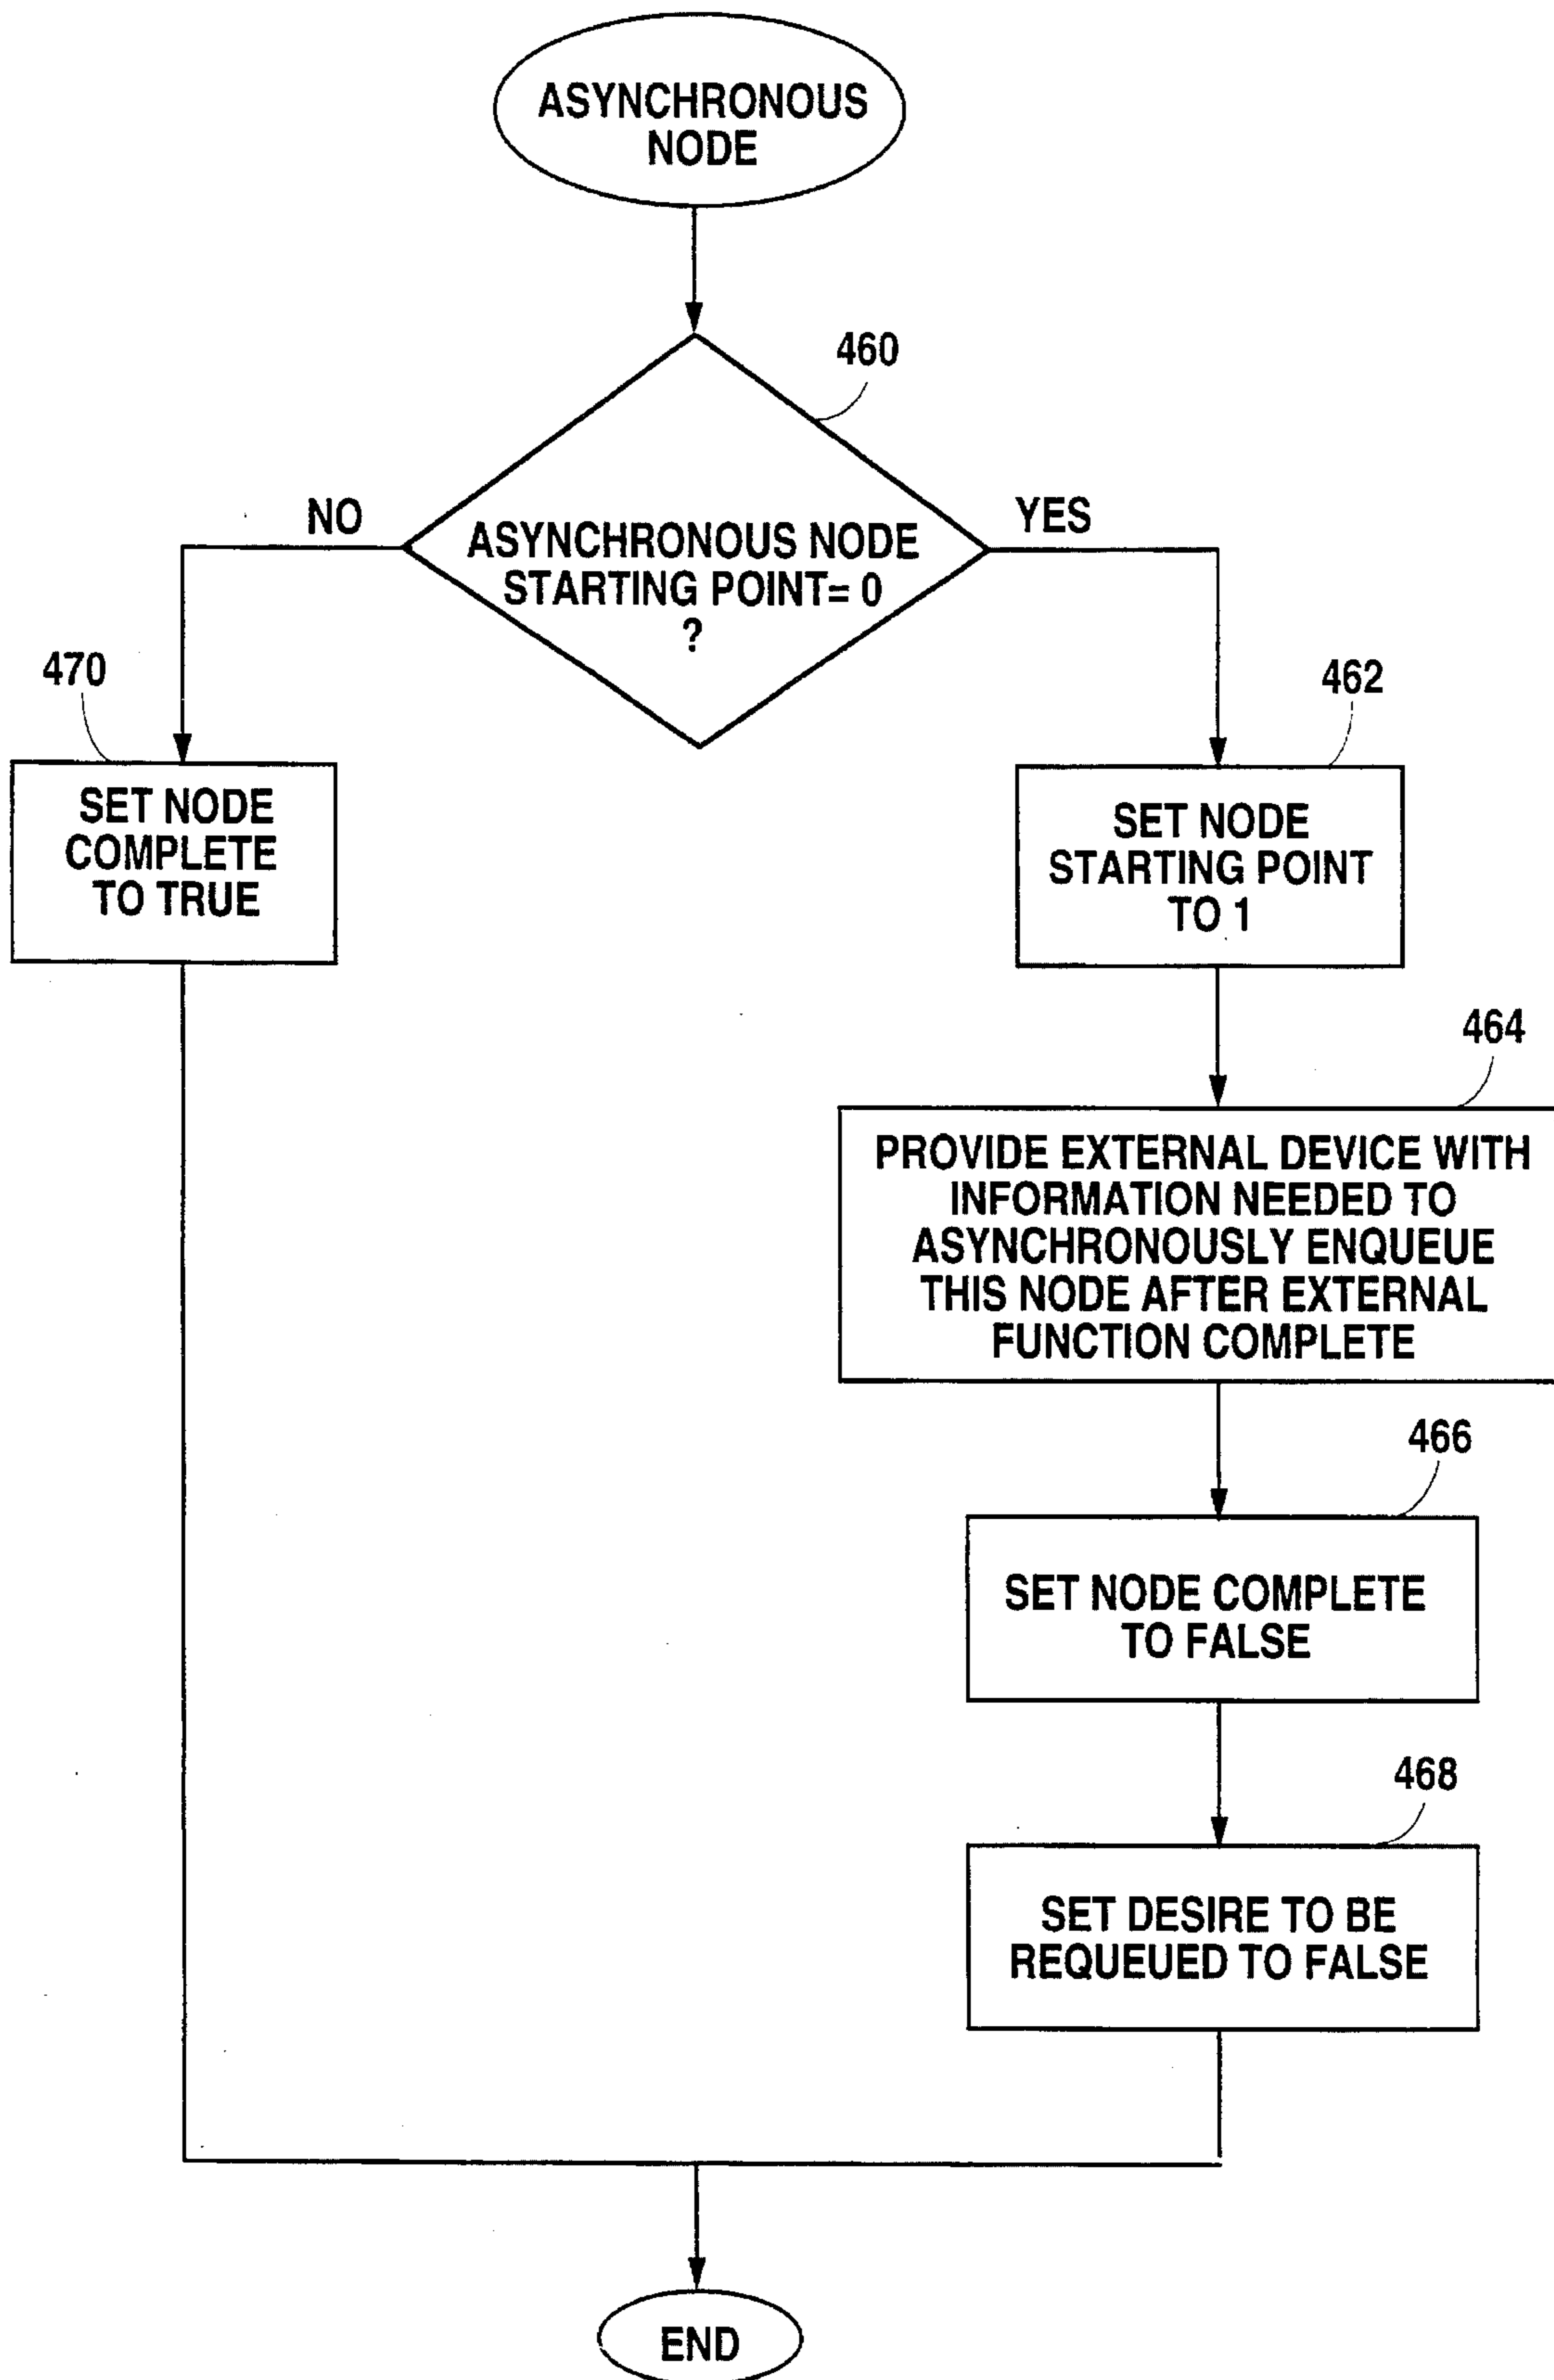 ASYNCHRONOUS
NODE
460
NO
YES
ASYNCHRONOUS NODE
STARTING POINT= 0
?
470
462
SET NODE
COMPLETE
TO TRUE
SET NODE
STARTING POINT
TO 1
464
PROVIDE EXTERNAL DEVICE WITH
INFORMATION NEEDED TO
ASYNCHRONOUSLY ENQUEUE
THIS NODE AFTER EXTERNAL
FUNCTION COMPLETE
466
SET NODE COMPLETE
TO FALSE
468
SET DESIRE TO BE
REQUEUED TO FALSE
END